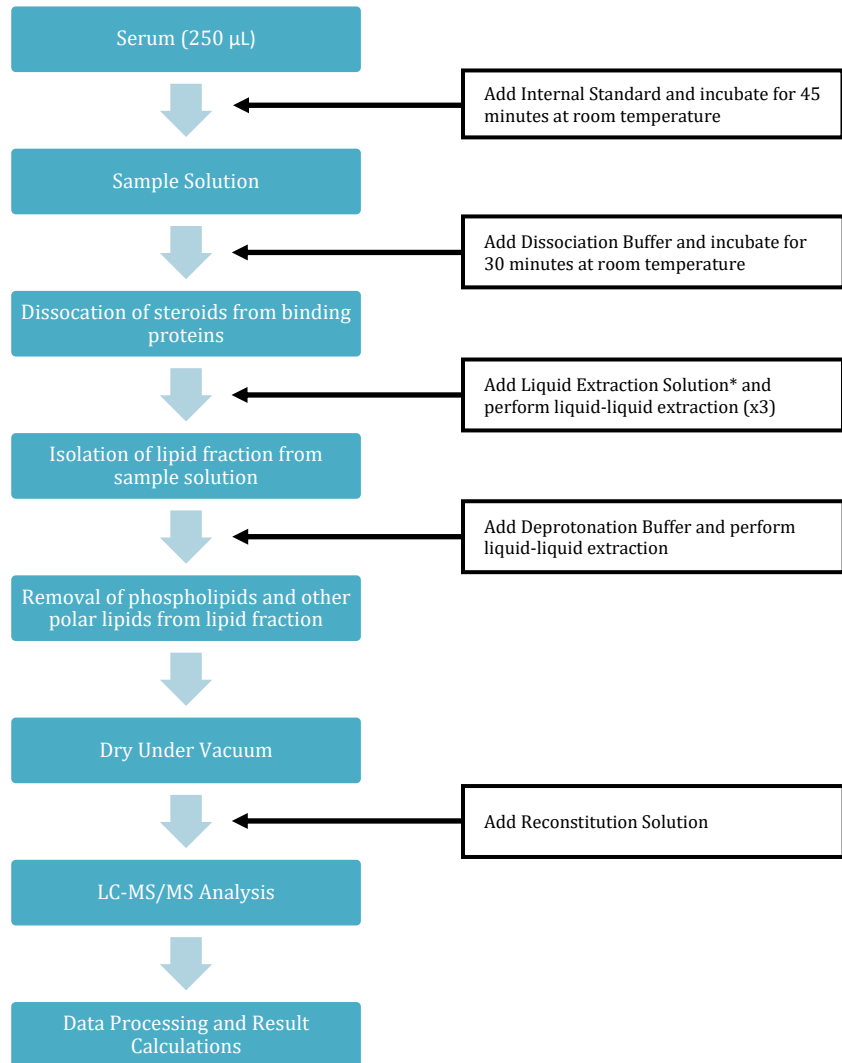 Serum (250 µL)
Add Internal Standard and incubate for 45
minutes at room temperature
Sample Solution
Add Dissociation Buffer and incubate for
30 minutes at room temperature
Dissocation of steroids from binding
proteins
Add Liquid Extraction Solution* and
perform liquid-liquid extraction (x3)
Isolation of lipid fraction from
sample solution
Add Deprotonation Buffer and perform
liquid-liquid extraction
Removal of phospholipids and other
polar lipids from lipid fraction
Dry Under Vacuum
Add Reconstitution Solution
LC-MS/MS Analysis
Data Processing and Result
Calculations